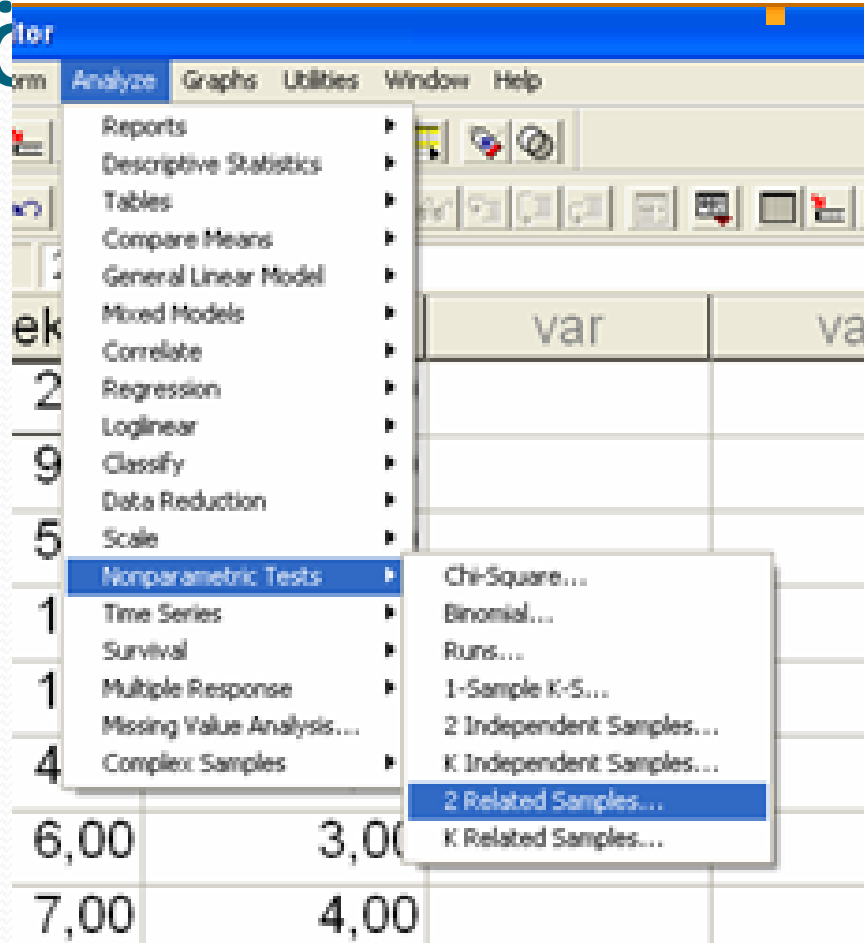 itor
orm Analyze Graphs Utilities Window Help
Reports
Descriptive Statistics
Tables
Compare Means
General Linear Model
Mixed Models
Correlate
Regression
Loglinear
Classify
Data Reduction
Scale
Nonparametric Tests
Time Series
Survival
Multiple Response
Missing Value Analysis...
Complex Samples
Chi-Square...
Binomial...
Runs...
1-Sample K-S...
2 Independent Samples...
K Independent Samples...
2 Related Samples...
K Related Samples...
ek var va
2
9
5
1
1
4
6,00 3,00
7,00 4,00